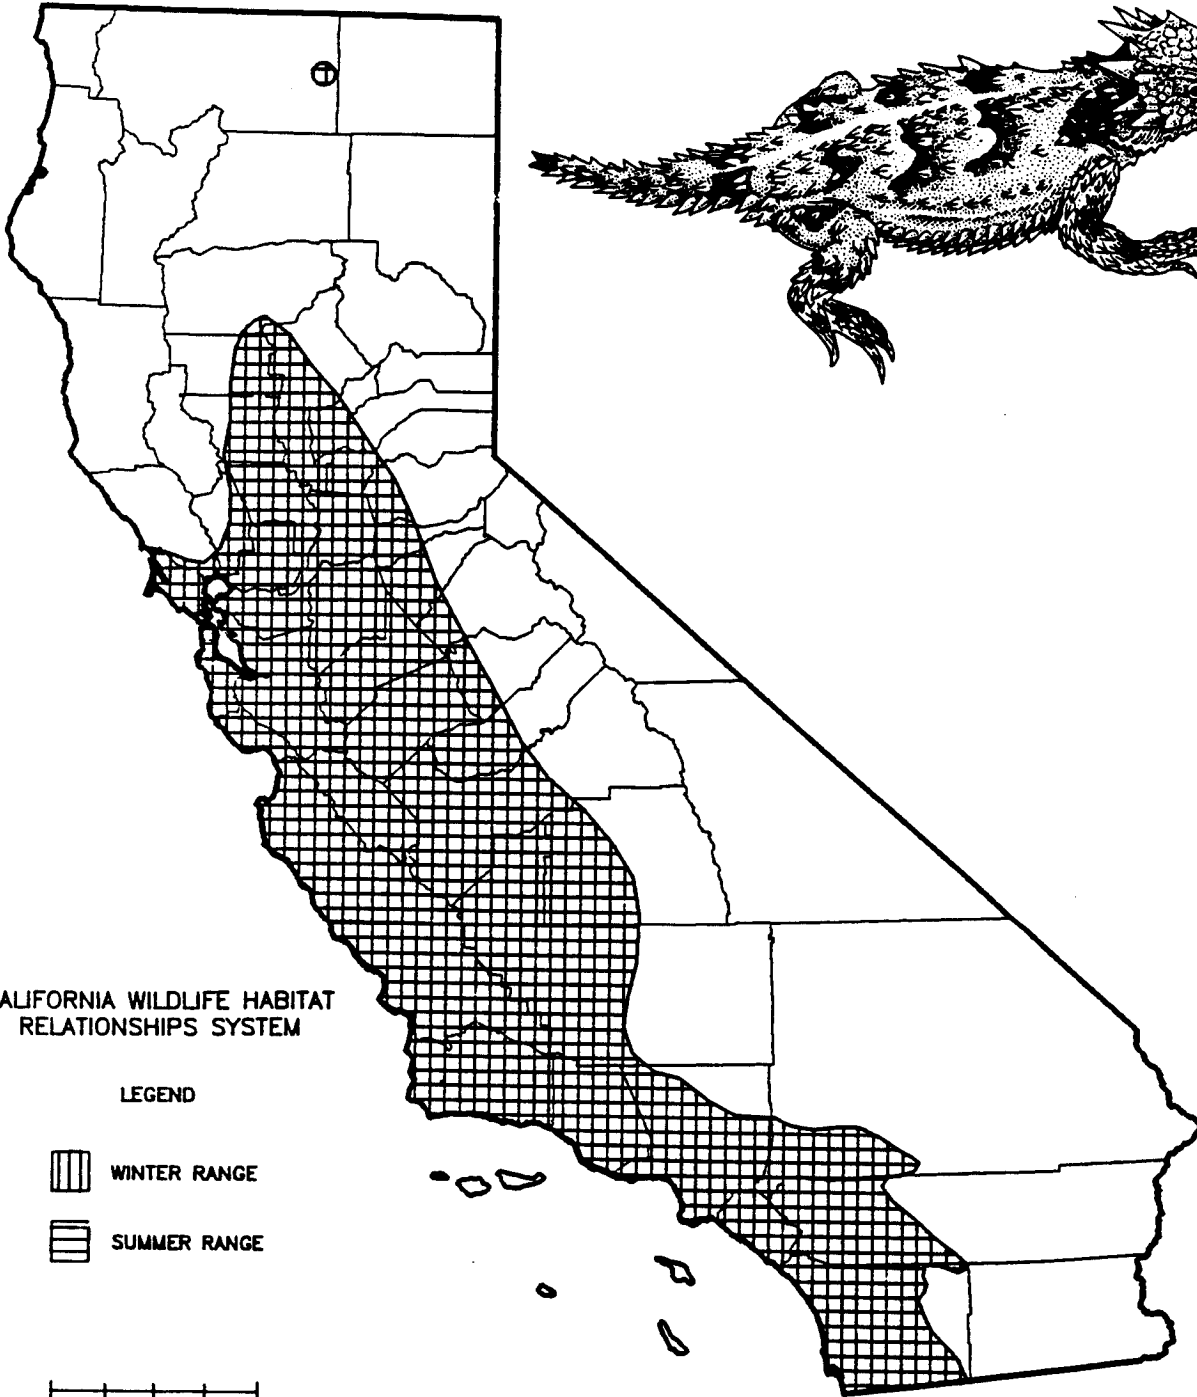 ALIFORNIA WILDLIFE HABITAT
RELATIONSHIPS SYSTEM
LEGEND
WINTER RANGE
SUMMER RANGE